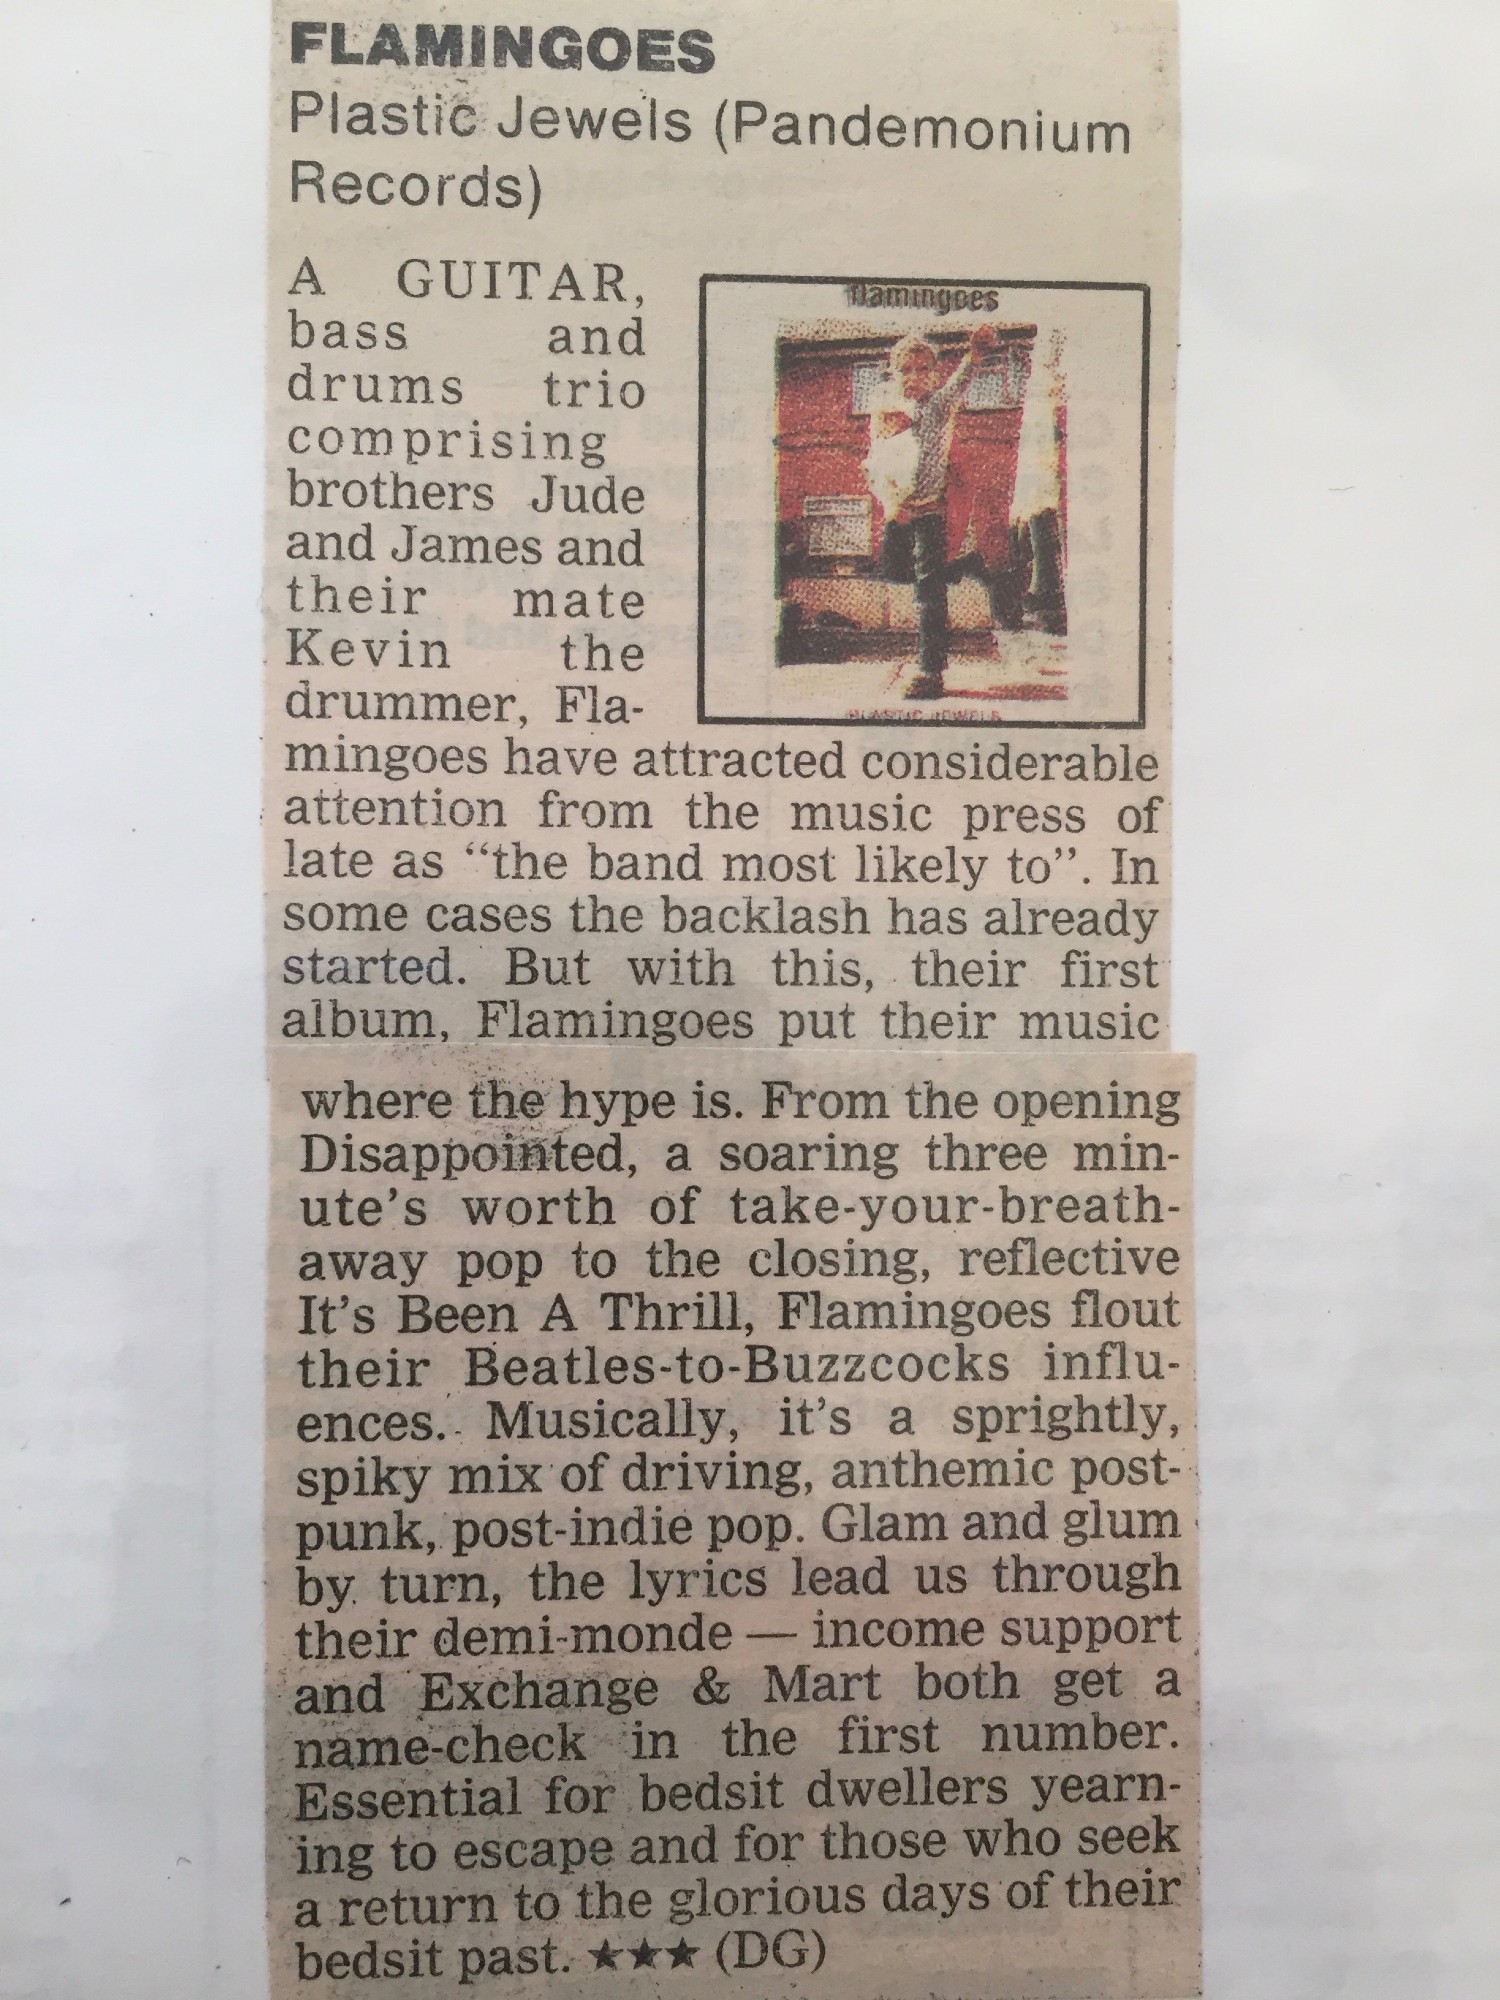 FLAMINGOES
Plastic Jewels (Pandemonium
Records)
A GUITAR,
bass and
drums trio
comprising
brothers Jude
and James and
their mate
Kevin the
drummer, Fla-
flamingoes
PLASTIC JEWELS
mingoes have attracted considerable
attention from the music press of
late as “the band most likely to”. In
some cases the backlash has already
started. But with this, their first
album, Flamingoes put their music
where the hype is. From the opening
Disappointed, a soaring three min-
ute’s worth of take-your-breath-
away pop to the closing, reflective
It’s Been A Thrill, Flamingoes flout
their Beatles-to-Buzzcocks influ-
ences. Musically, it’s a sprightly,
spiky mix of driving, anthemic post-
punk, post-indie pop. Glam and glum
by turn, the lyrics lead us through
their demi-monde — income support
and Exchange & Mart both get a
name-check in the first number.
Essential for bedsit dwellers yearn-
ing to escape and for those who seek
a return to the glorious days of their
bedsit past. ★★★ (DG)